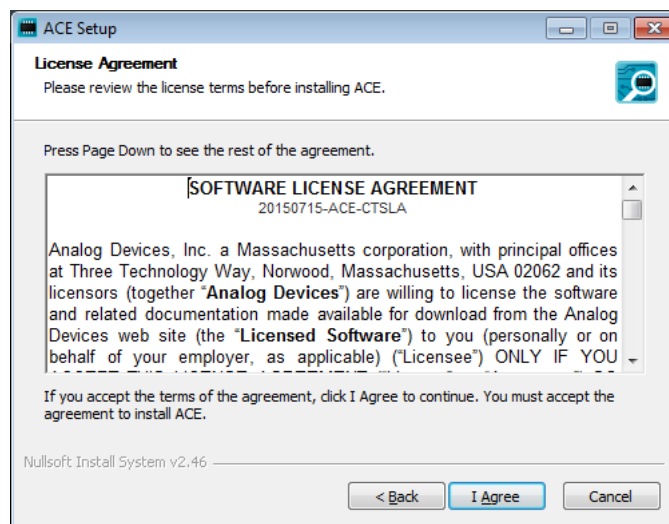 ACE Setup
License Agreement
Please review the license terms before installing ACE.
Press Page Down to see the rest of the agreement.
SOFTWARE LICENSE AGREEMENT
20150715-ACE-CTSLA
Analog Devices, Inc. a Massachusetts corporation, with principal offices
at Three Technology Way, Norwood, Massachusetts, USA 02062 and its
licensors (together “Analog Devices”) are willing to license the software
and related documentation made available for download from the Analog
Devices web site (the “Licensed Software”) to you (personally or on
behalf of your employer, as applicable) (“Licensee”) ONLY IF YOU
If you accept the terms of the agreement, click I Agree to continue. You must accept the
agreement to install ACE.
Nullsoft Install System v2.46
< Back
I Agree
Cancel